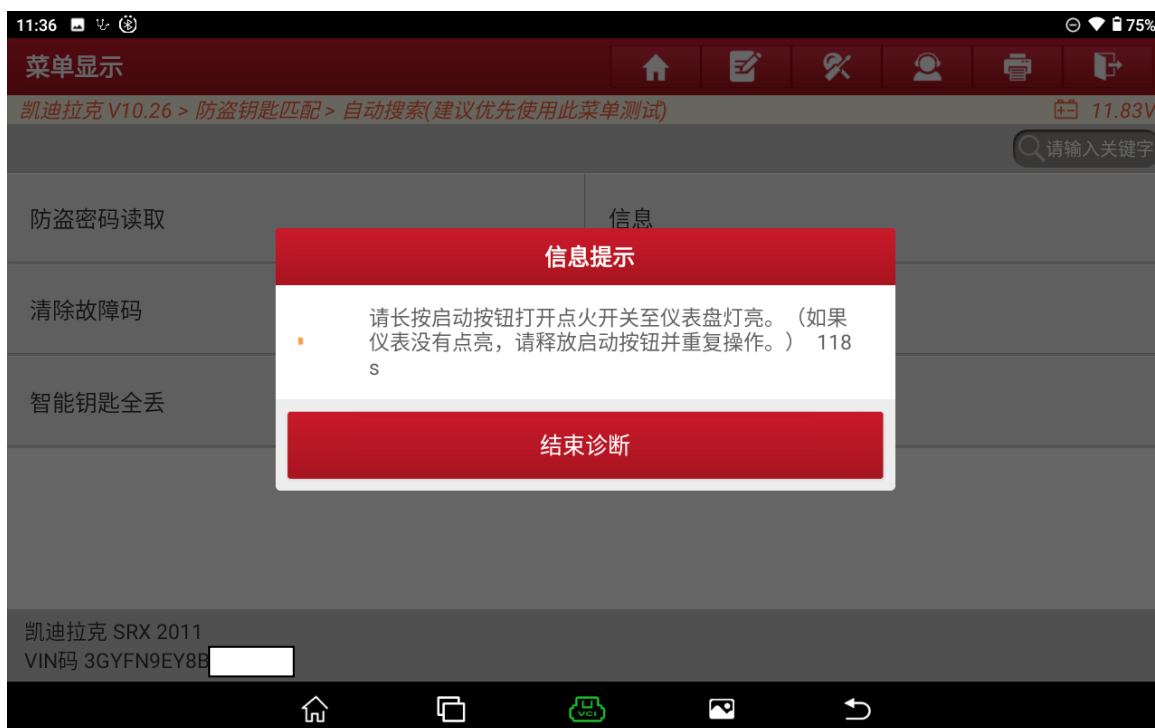 11:36
75%
菜单显示
凯迪拉克 V10.26 > 防盗钥匙匹配 > 自动搜索(建议优先使用此菜单测试)
11.83V
请输入关键字
防盗密码读取
信息
信息提示
清除故障码
请长按启动按钮打开点火开关至仪表盘灯亮。（如果
仪表没有点亮，请释放启动按钮并重复操作。） 118
s
智能钥匙全丢
结束诊断
凯迪拉克 SRX 2011
VIN码 3GYFN9EY8B
VCI